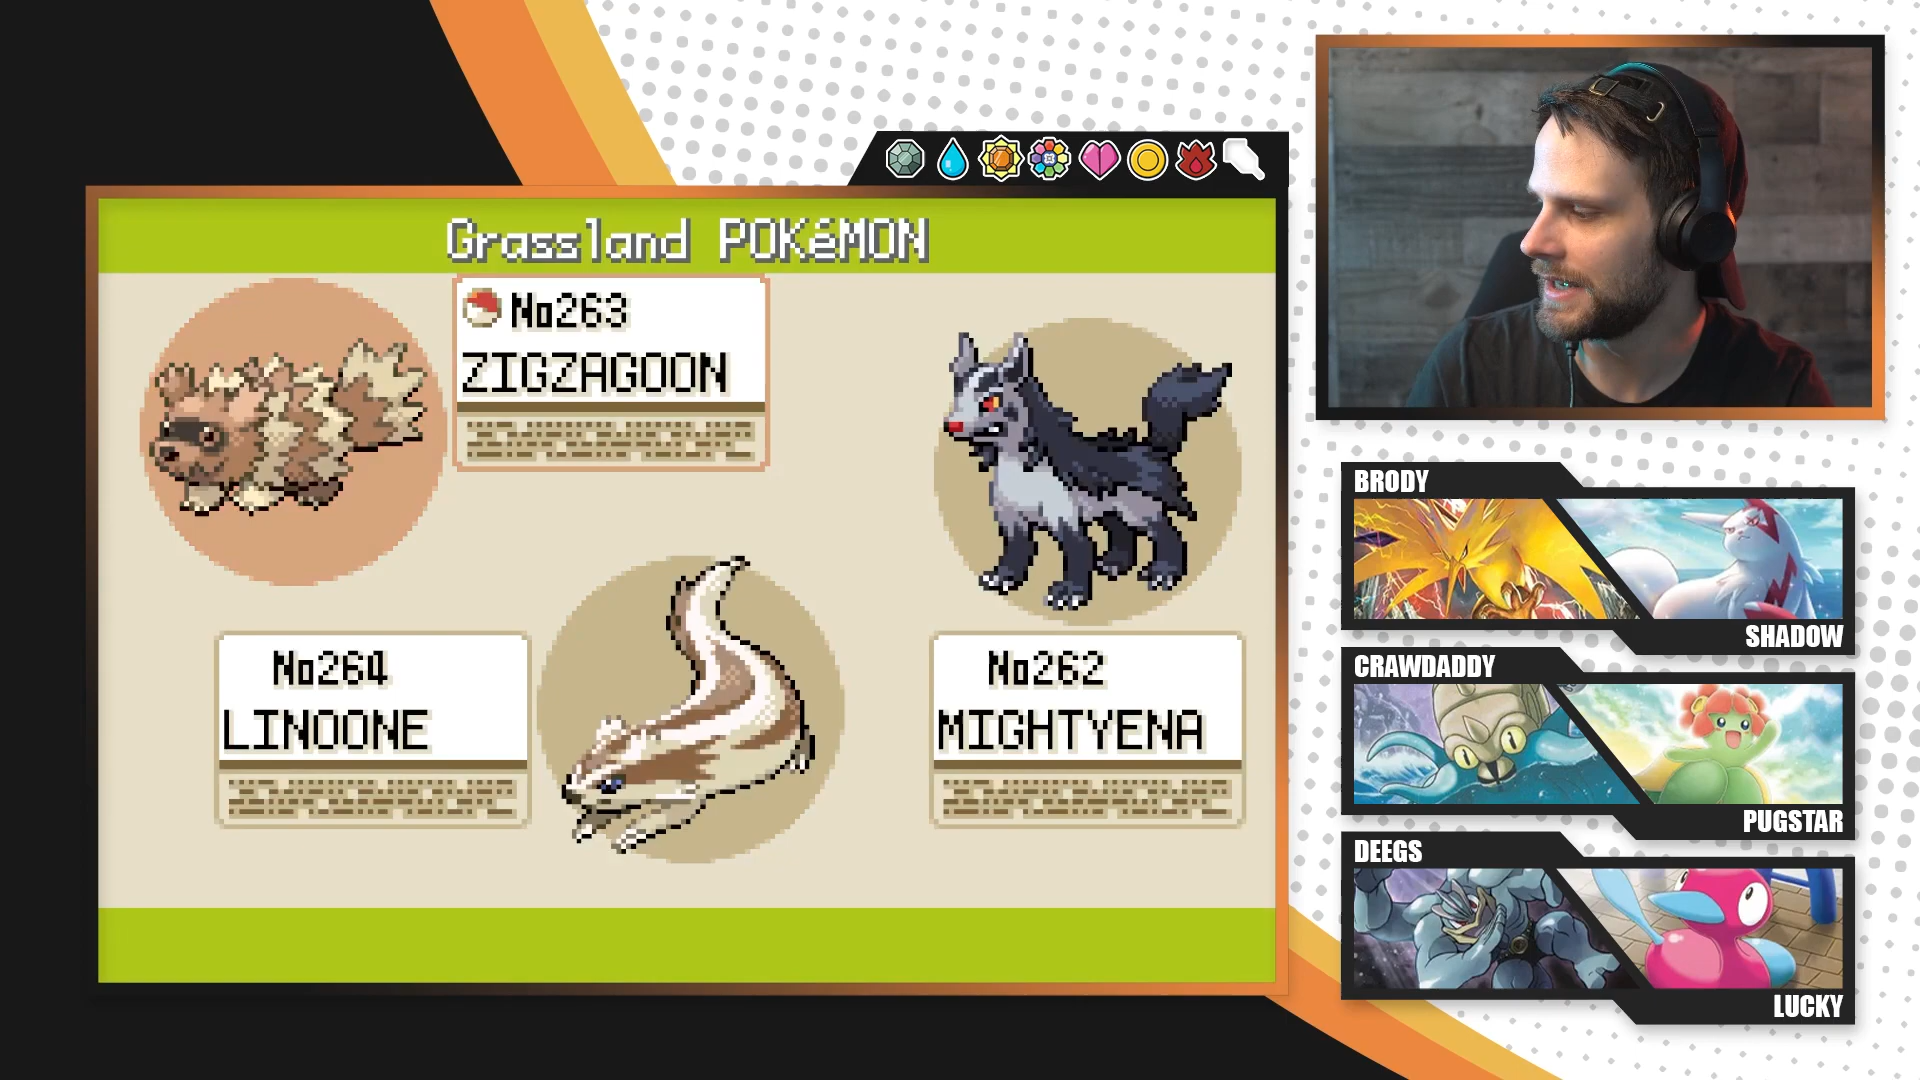 Grassland POKéMON
No263
ZIGZAGOON
No264
LINOONE
No262
MIGHTYENA
BRODY
SHADOW
CRAWDADDY
PUGSTAR
DEEGS
LUCKY